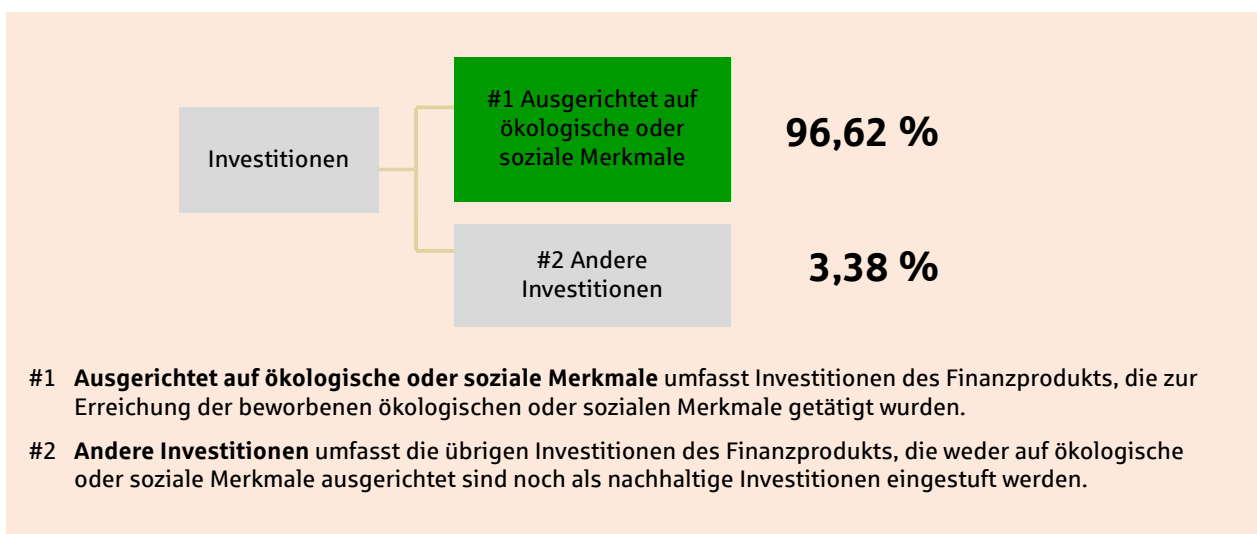 Investitionen
#1 Ausgerichtet auf
ökologische oder
soziale Merkmale
96,62 %
#2 Andere
Investitionen
3,38 %
#1 Ausgerichtet auf ökologische oder soziale Merkmale umfasst Investitionen des Finanzprodukts, die zur
Erreichung der beworbenen ökologischen oder sozialen Merkmale getätigt wurden.
#2 Andere Investitionen umfasst die übrigen Investitionen des Finanzprodukts, die weder auf ökologische
oder soziale Merkmale ausgerichtet sind noch als nachhaltige Investitionen eingestuft werden.